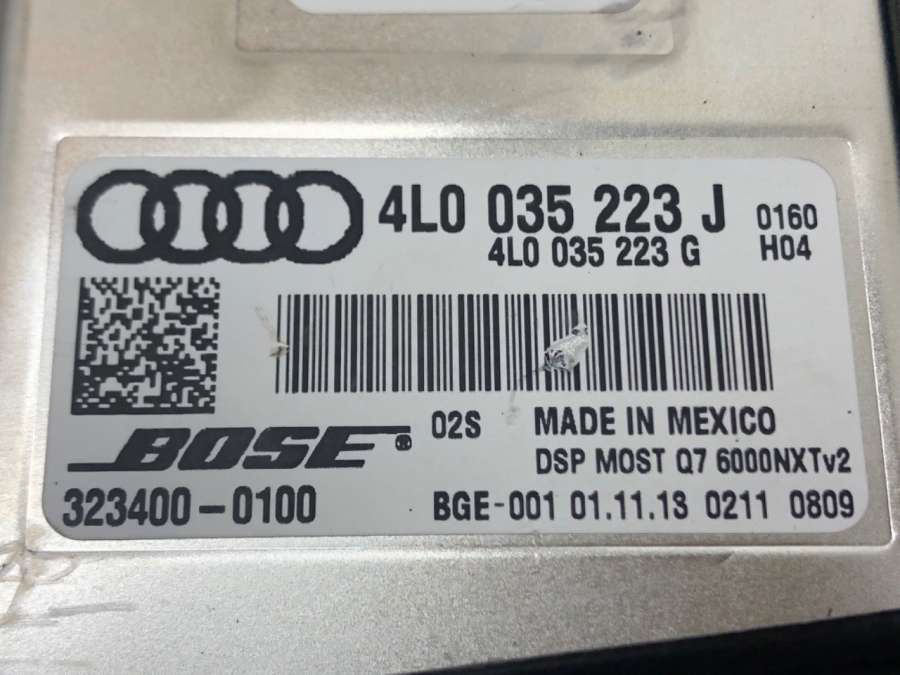 4L0 035 223 J 0160
4L0 035 223 G H04
BOSE 02S MADE IN MEXICO
DSP MOST Q7 6000NXTv2
323400-0100 BGE-001 01.11.13 0211 0809